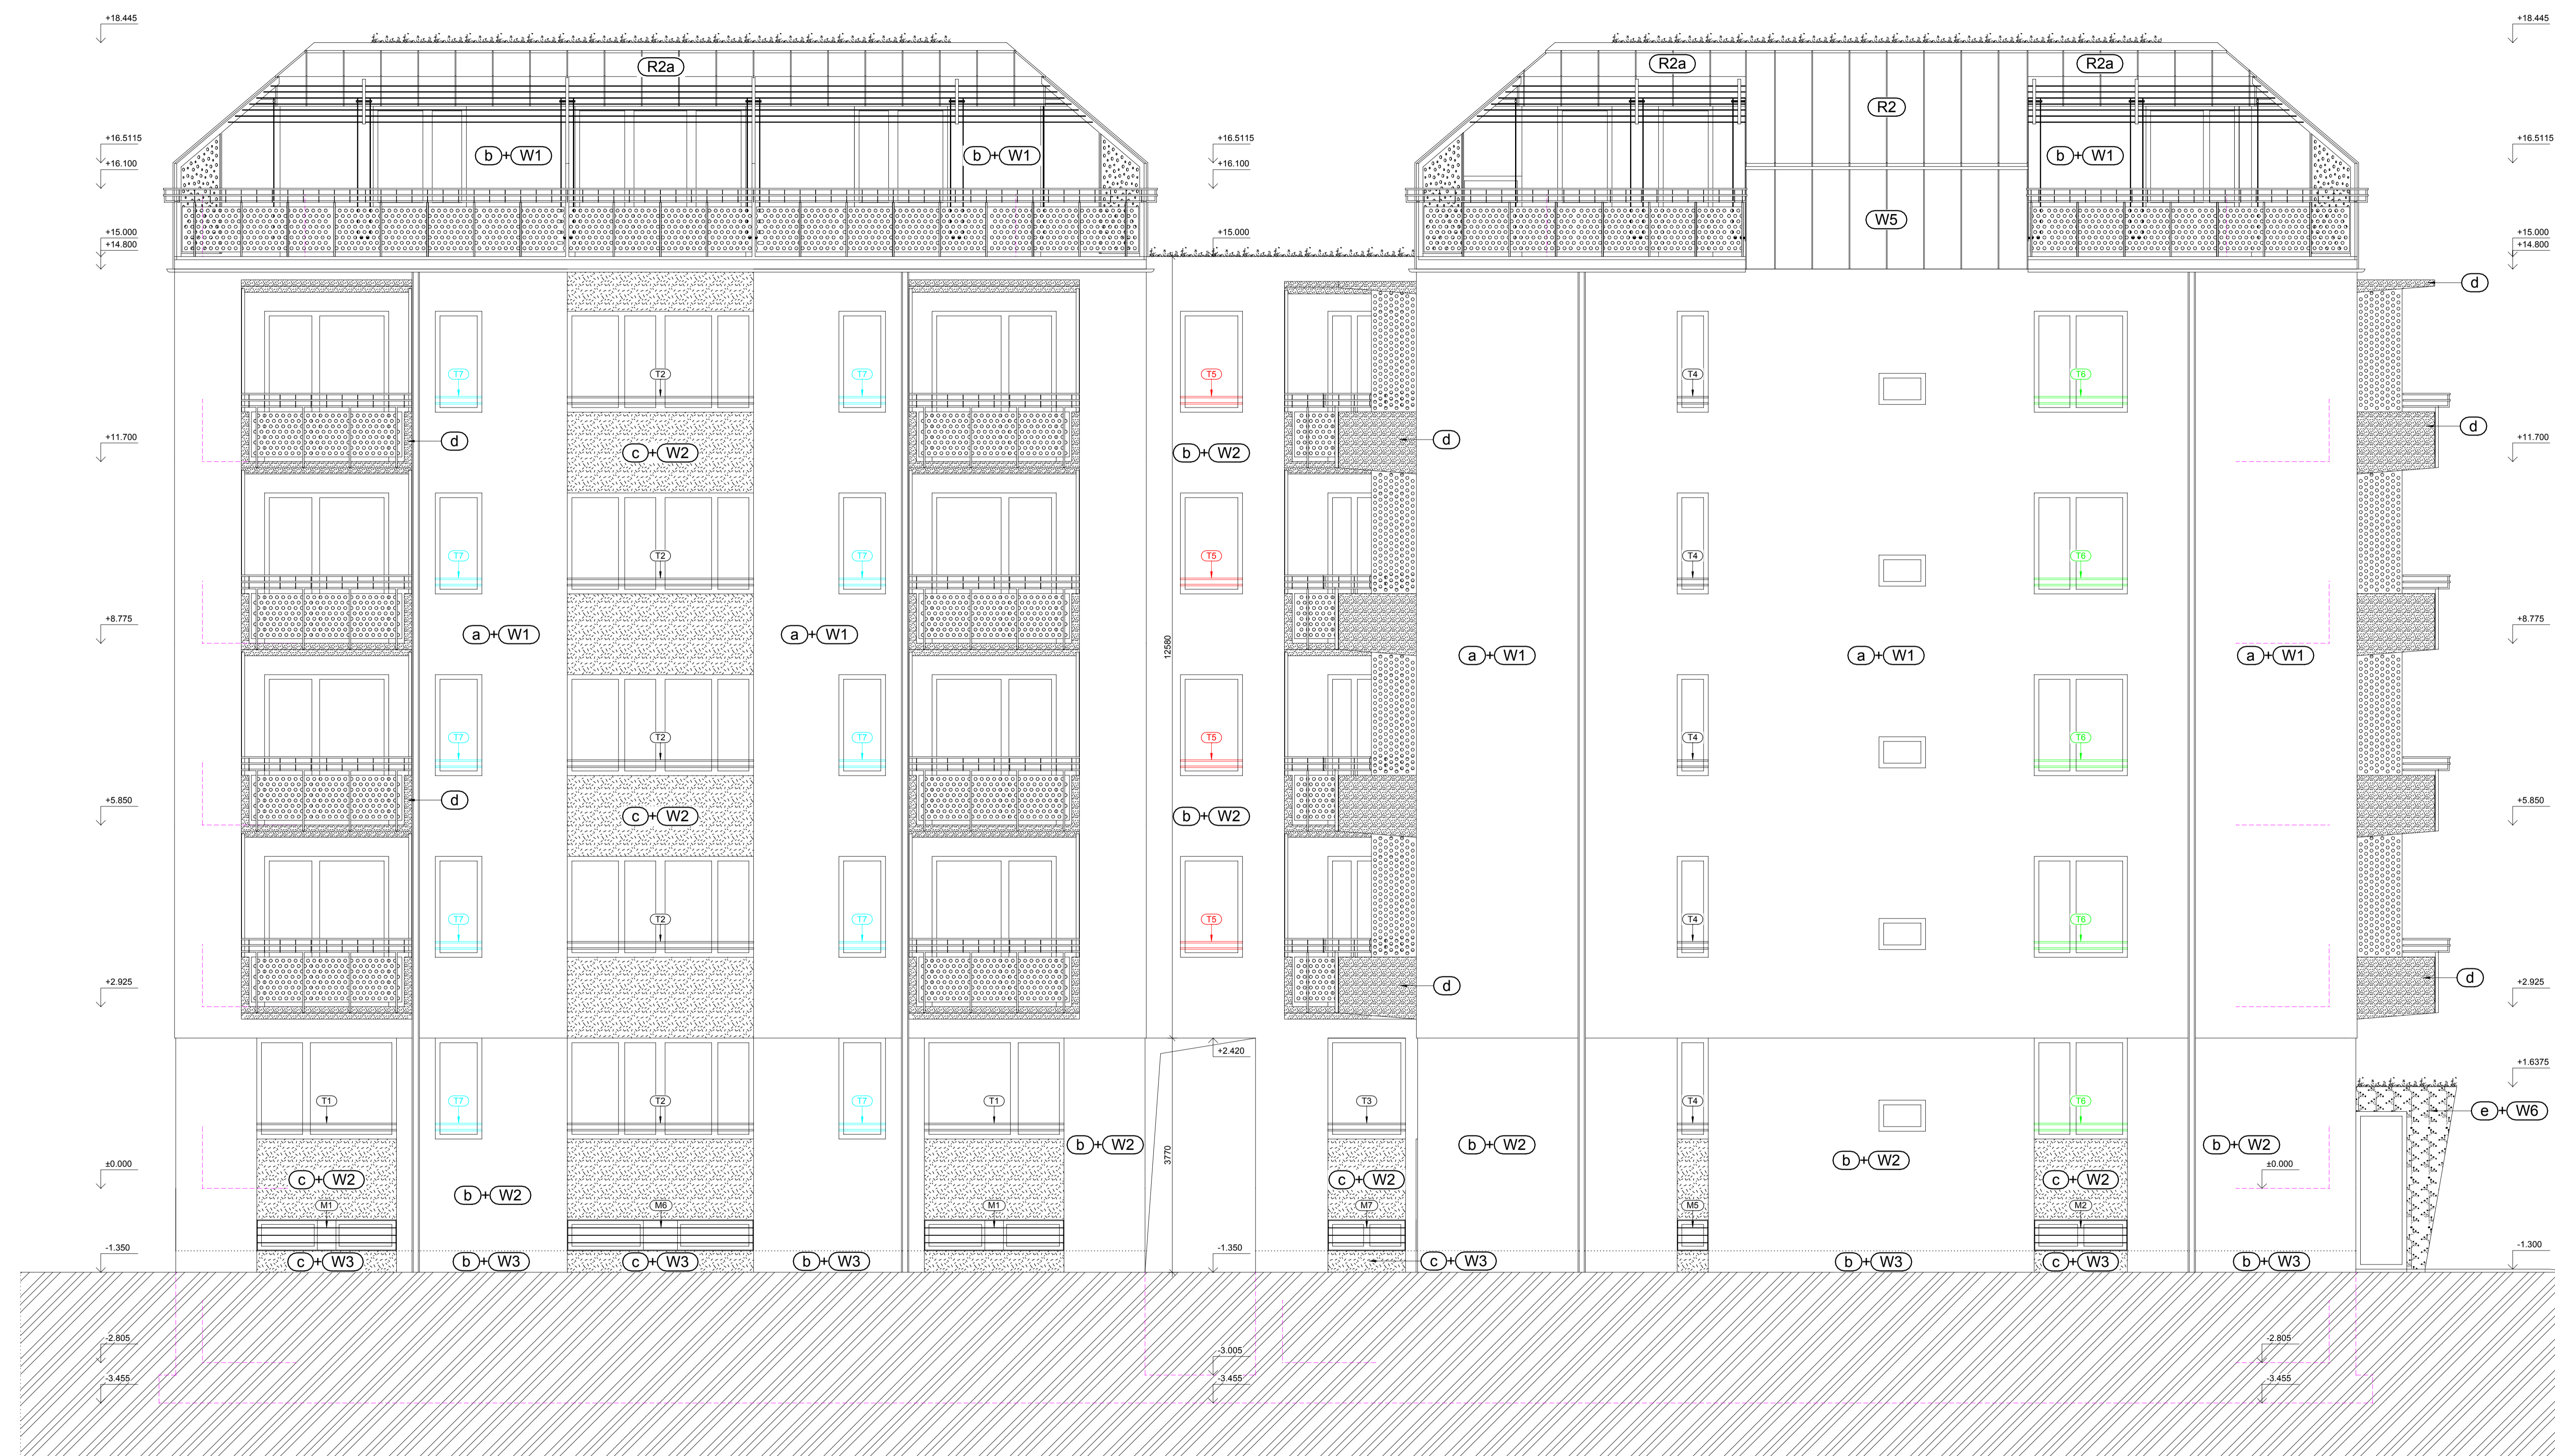 +18.445 +18.445
R2a R2a R2a
R2
+16.5115 +16.5115 +16.5115
b+W1 b+W1 b+W1
+16.100 +16.100
W5
+15.000 +15.000 +15.000
+14.800 +14.800
d
T7 T2 T7 T5 T4 T6
d
+11.700 d d +11.700
c+W2 b+W2
T7 T2 T7 T5 T4 T6
+8.775 +8.775
a+W1 a+W1
12580
a+W1 a+W1 a+W1
T7 T2 T7 T5 T4 T6
+5.850 d +5.850
c+W2 b+W2
T7 T2 T7 T5 T4 T6
d
+2.925 d +2.925
+2.420
+1.6375
T1 T7 T2 T7 T1 T3 T4 T6
e+W6
b+W2 b+W2 b+W2
3770
±0.000 b+W2 ±0.000
c+W2 c+W2 c+W2
b+W2
M1 M6 M1 M7 M5 M2
-1.350 -1.350 -1.300
c+W3 b+W3 c+W3 b+W3 c+W3 b+W3 c+W3 b+W3
-2.805 -2.805
-3.005
-3.455 -3.455 -3.455